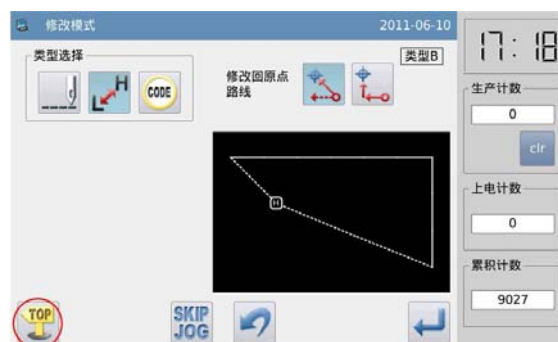 修改模式 2011-06-10
类型选择
L H
CODE
修改回原点
路线
类型B
H
TOP
SKIP
JOG
17:18
生产计数
0
clr
上电计数
0
累积计数
9027